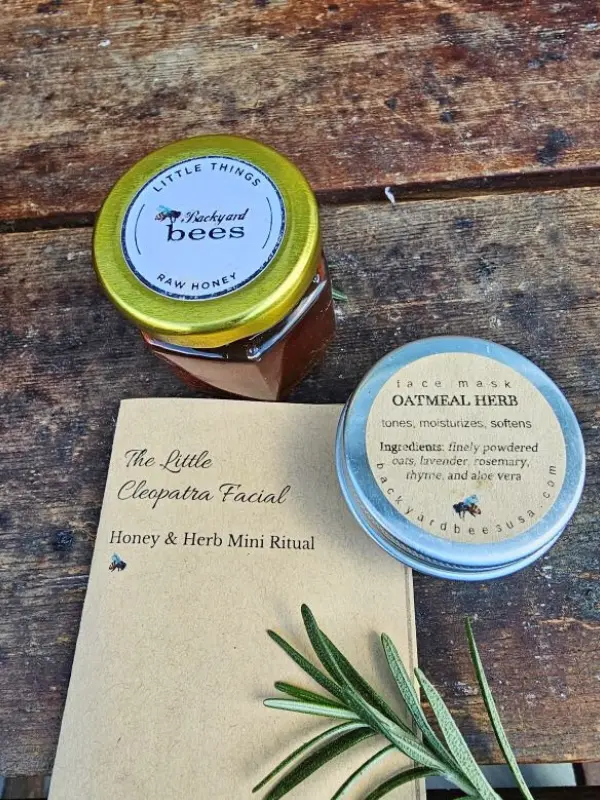 LITTLE THINGS
Backyard
bees
RAW HONEY
face mask
OATMEAL HERB
tones, moisturizes, softens
Ingredients: finely powdered
oats, lavender, rosemary,
thyme, and aloe vera
backyardbeesusa.com
The Little
Cleopatra Facial
Honey & Herb Mini Ritual